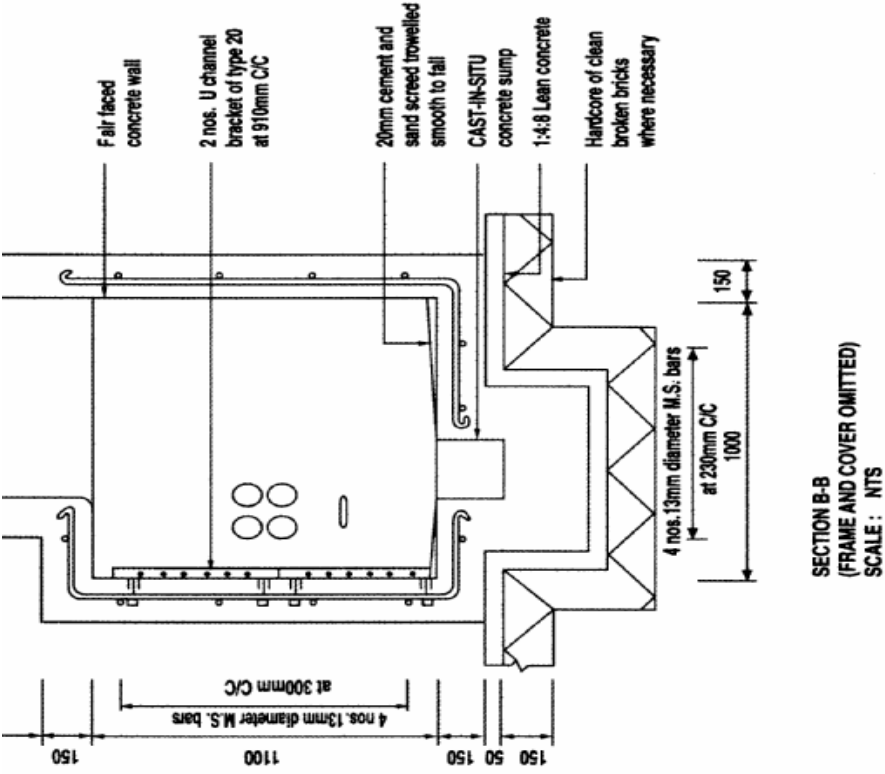 Fair faced
concrete wall
2 nos. U channel
bracket of type 20
at 910mm C/C
20mm cement and
sand screed trowelled
smooth to fall
CAST-IN-SITU
concrete sump
1:4:8 Lean concrete
Hardcore of clean
broken bricks
where necessary
150
4 nos.13mm diameter M.S. bars
at 230mm C/C
1000
4 nos.13mm diameter M.S. bars
at 300mm C/C
150
1100
150
50
150
SECTION B-B
(FRAME AND COVER OMITTED)
SCALE : NTS